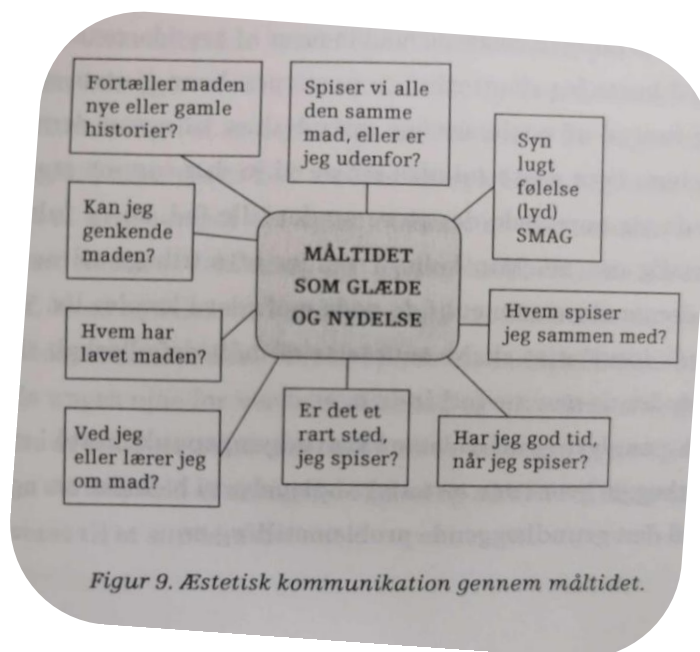 Fortæller maden
nye eller gamle
historier?
Spiser vi alle
den samme
mad, eller er
jeg udenfor?
Syn
lugt
følelse
(lyd)
SMAG
Kan jeg
genkende
maden?
MÅLTIDET
SOM GLÆDE
OG NYDELSE
Hvem spiser
jeg sammen med?
Hvem har
lavet maden?
Ved jeg
eller lærer jeg
om mad?
Er det et
rart sted,
jeg spiser?
Har jeg god tid,
når jeg spiser?
Figur 9. Æstetisk kommunikation gennem måltidet.